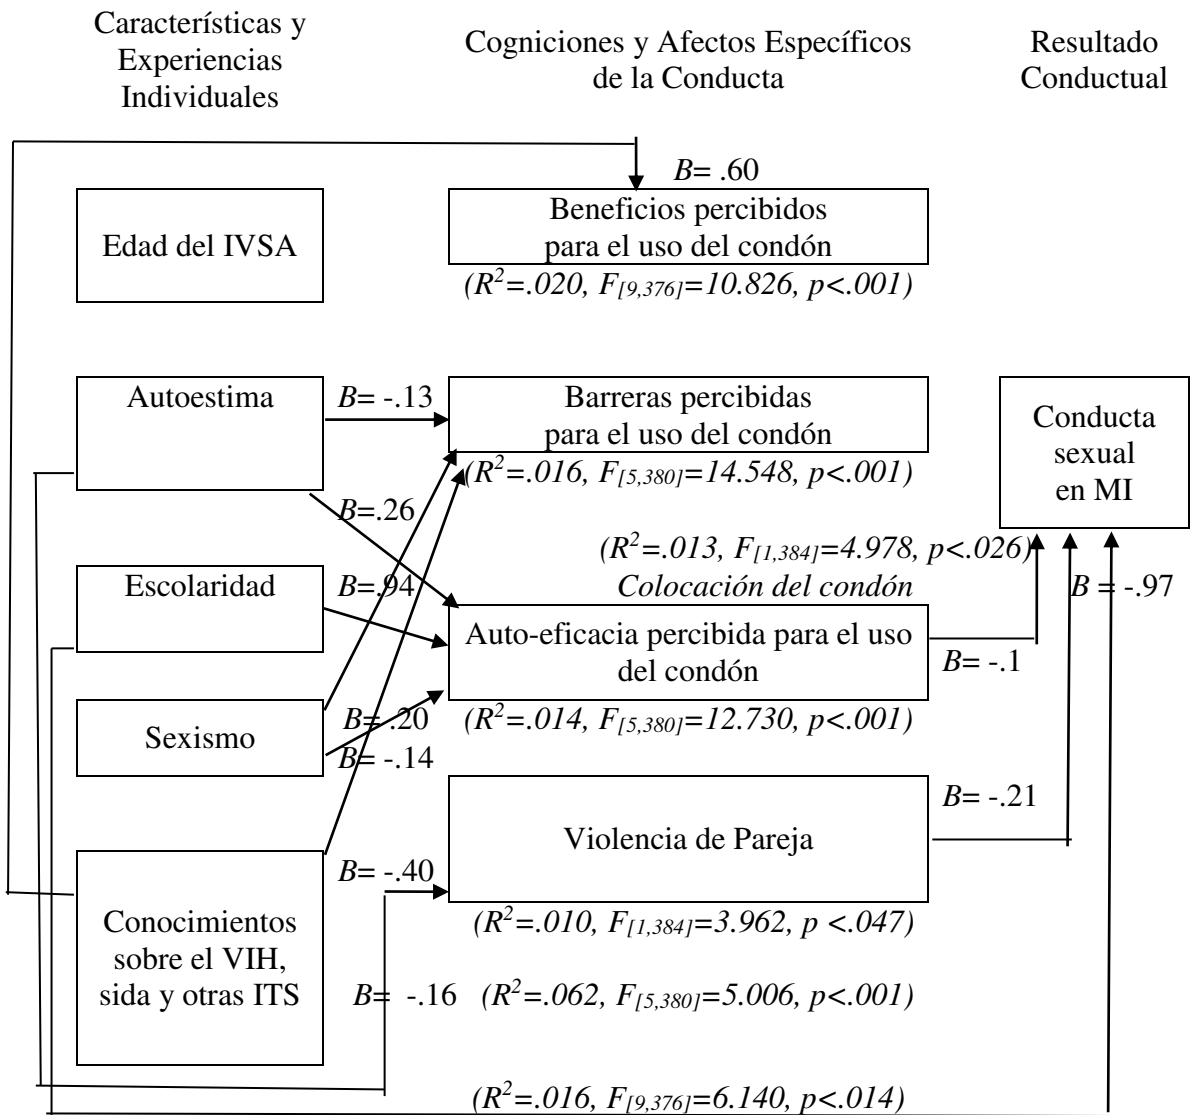 Características y
Experiencias
Individuales
Cogniciones y Afectos Específicos
de la Conducta
Resultado
Conductual
B= .60
Edad del IVSA
Beneficios percibidos
para el uso del condón
(R²=.020, F[9,376]=10.826, p<.001)
Autoestima
B= -.13
Barreras percibidas
para el uso del condón
(R²=.016, F[5,380]=14.548, p<.001)
Conducta
sexual
en MI
B=.26
(R²=.013, F[1,384]=4.978, p<.026)
Colocación del condón
Escolaridad
B=.94
B = -.97
Auto-eficacia percibida para el uso
del condón
B= -.1
(R²=.014, F[5,380]=12.730, p<.001)
Sexismo
B= .20
B= -.14
Violencia de Pareja
B= -.21
B= -.40
(R²=.010, F[1,384]=3.962, p <.047)
Conocimientos
sobre el VIH,
sida y otras ITS
B= -.16 (R²=.062, F[5,380]=5.006, p<.001)
(R²=.016, F[9,376]=6.140, p<.014)